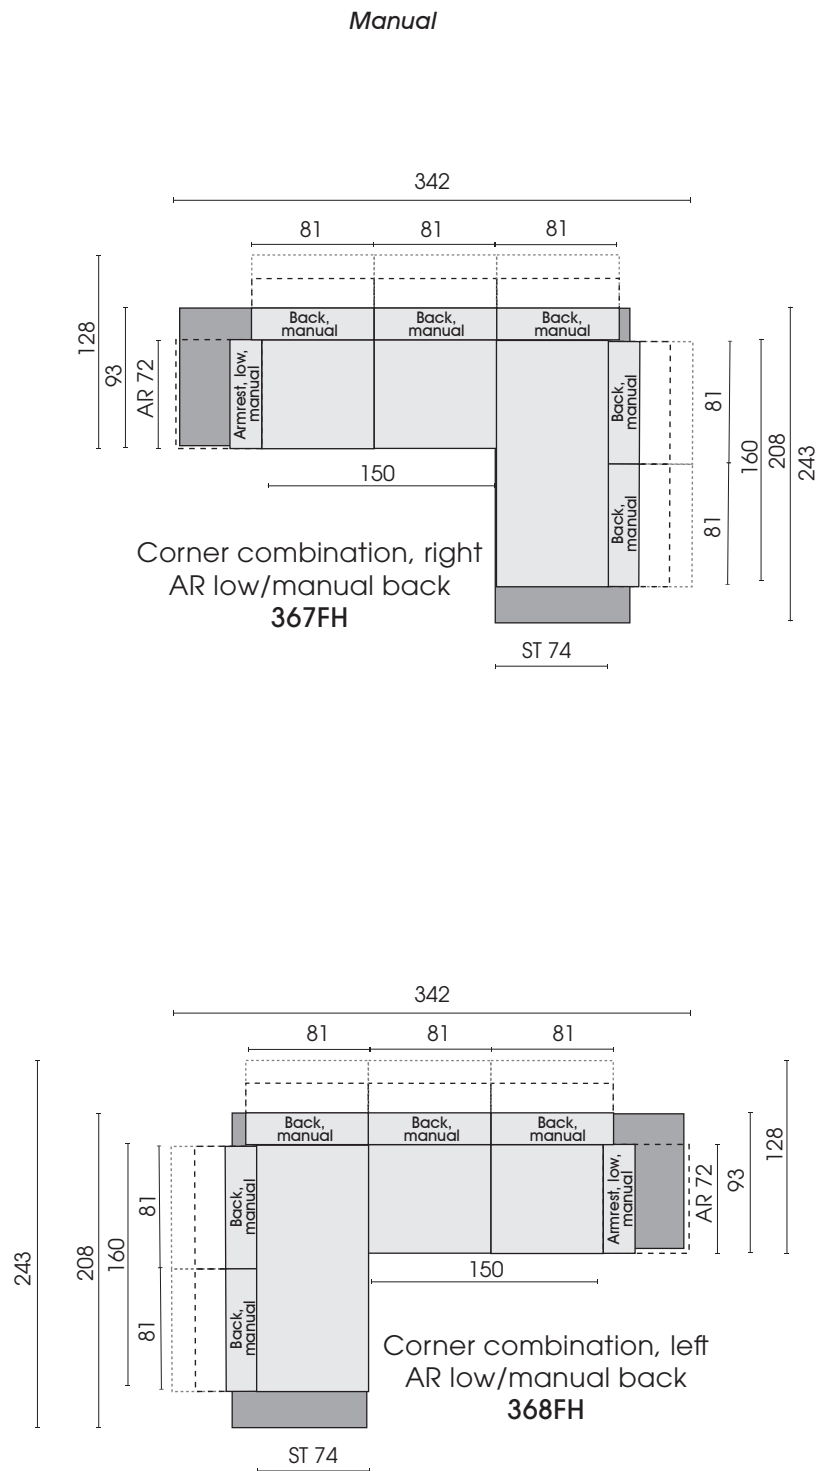 Manual
342
81 81 81
Back,
manual
Back,
manual
Back,
manual
128
93
AR 72
Armrest, low,
manual
Back,
manual
Back,
manual
81
81
160
208
243
150
Corner combination, right
AR low/manual back
367FH
ST 74
342
81 81 81
Back,
manual
Back,
manual
Back,
manual
243
208
160
81
81
Back,
manual
Back,
manual
Armrest, low,
manual
AR 72
93
128
150
Corner combination, left
AR low/manual back
368FH
ST 74